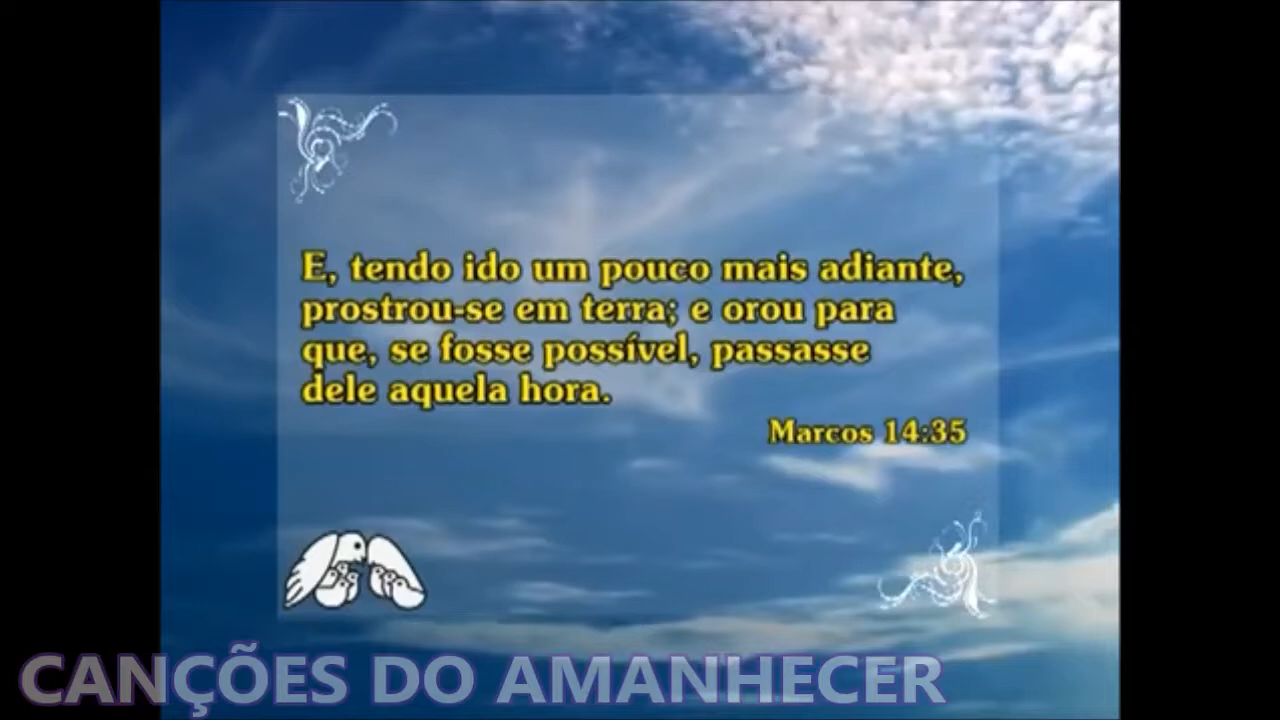 E, tendo ido um pouco mais adiante,
prostrou-se em terra; e orou para
que, se fosse possível, passasse
dele aquela hora.
Marcos 14:35
CANÇÕES DO AMANHECER